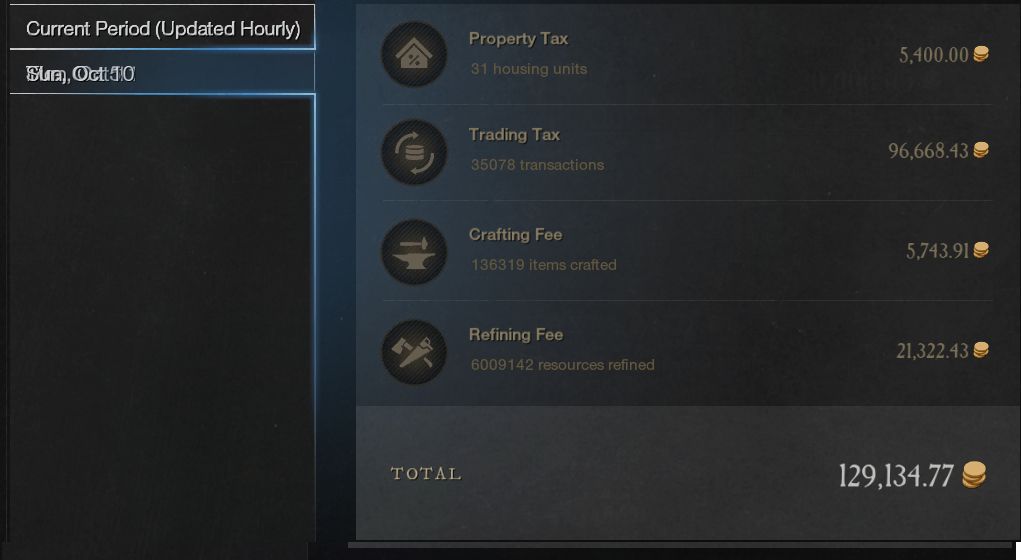 Current Period (Updated Hourly)
Property Tax
5,400.00
31 housing units
Trading Tax
96,668.43
35078 transactions
Crafting Fee
5,743.91
136319 items crafted
Refining Fee
21,322.43
6009142 resources refined
TOTAL
129,134.77